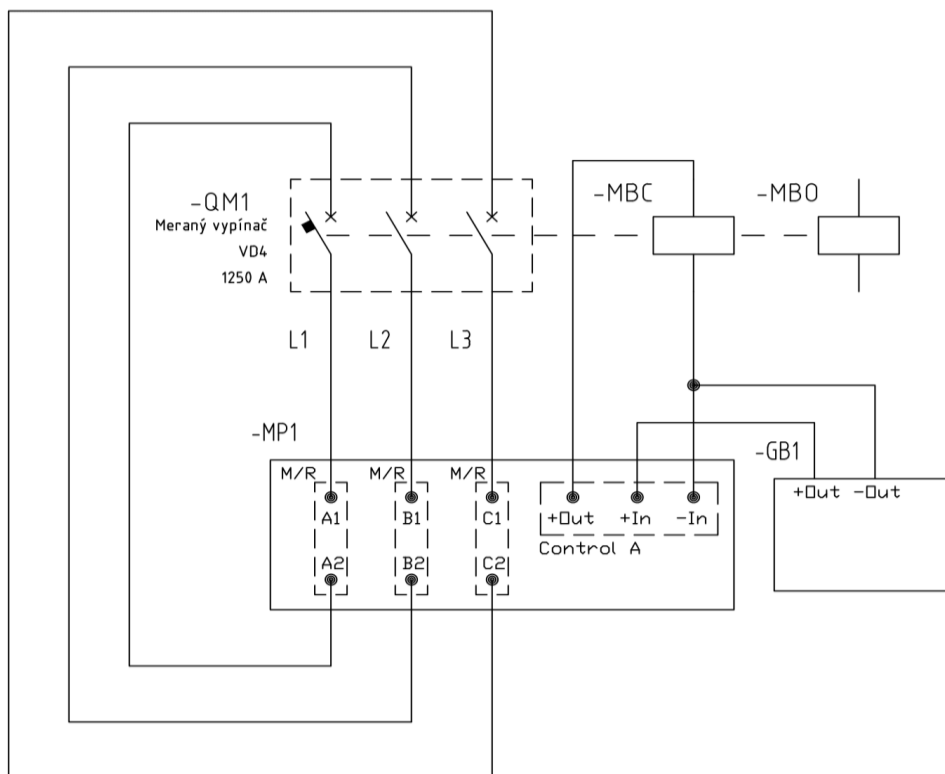 -QM1
Meraný vypínač
VD4
1250 A
-MBC
-MBO
L1
L2
L3
-MP1
-GB1
M/R
M/R
M/R
A1
B1
C1
+Out
+In
-In
+Out
-Out
Control A
A2
B2
C2